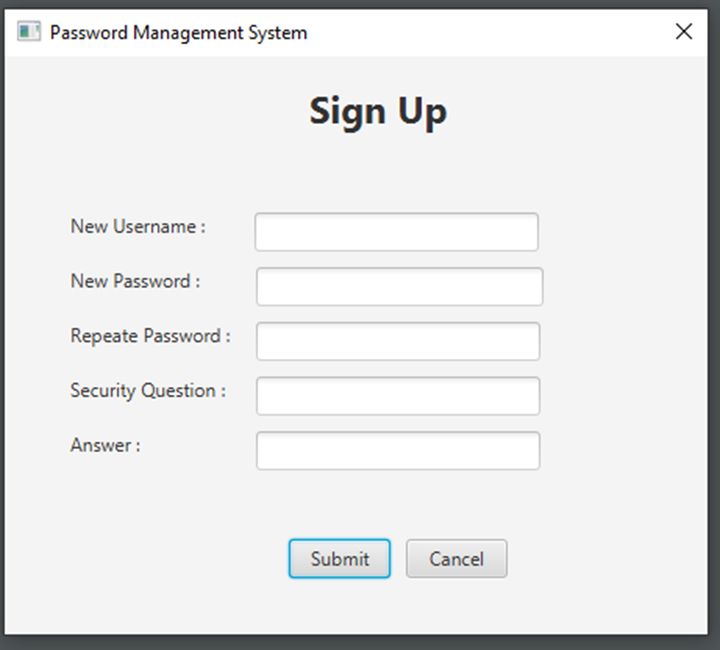 Password Management System
Sign Up
New Username :
New Password :
Repeate Password :
Security Question :
Answer :
Submit Cancel